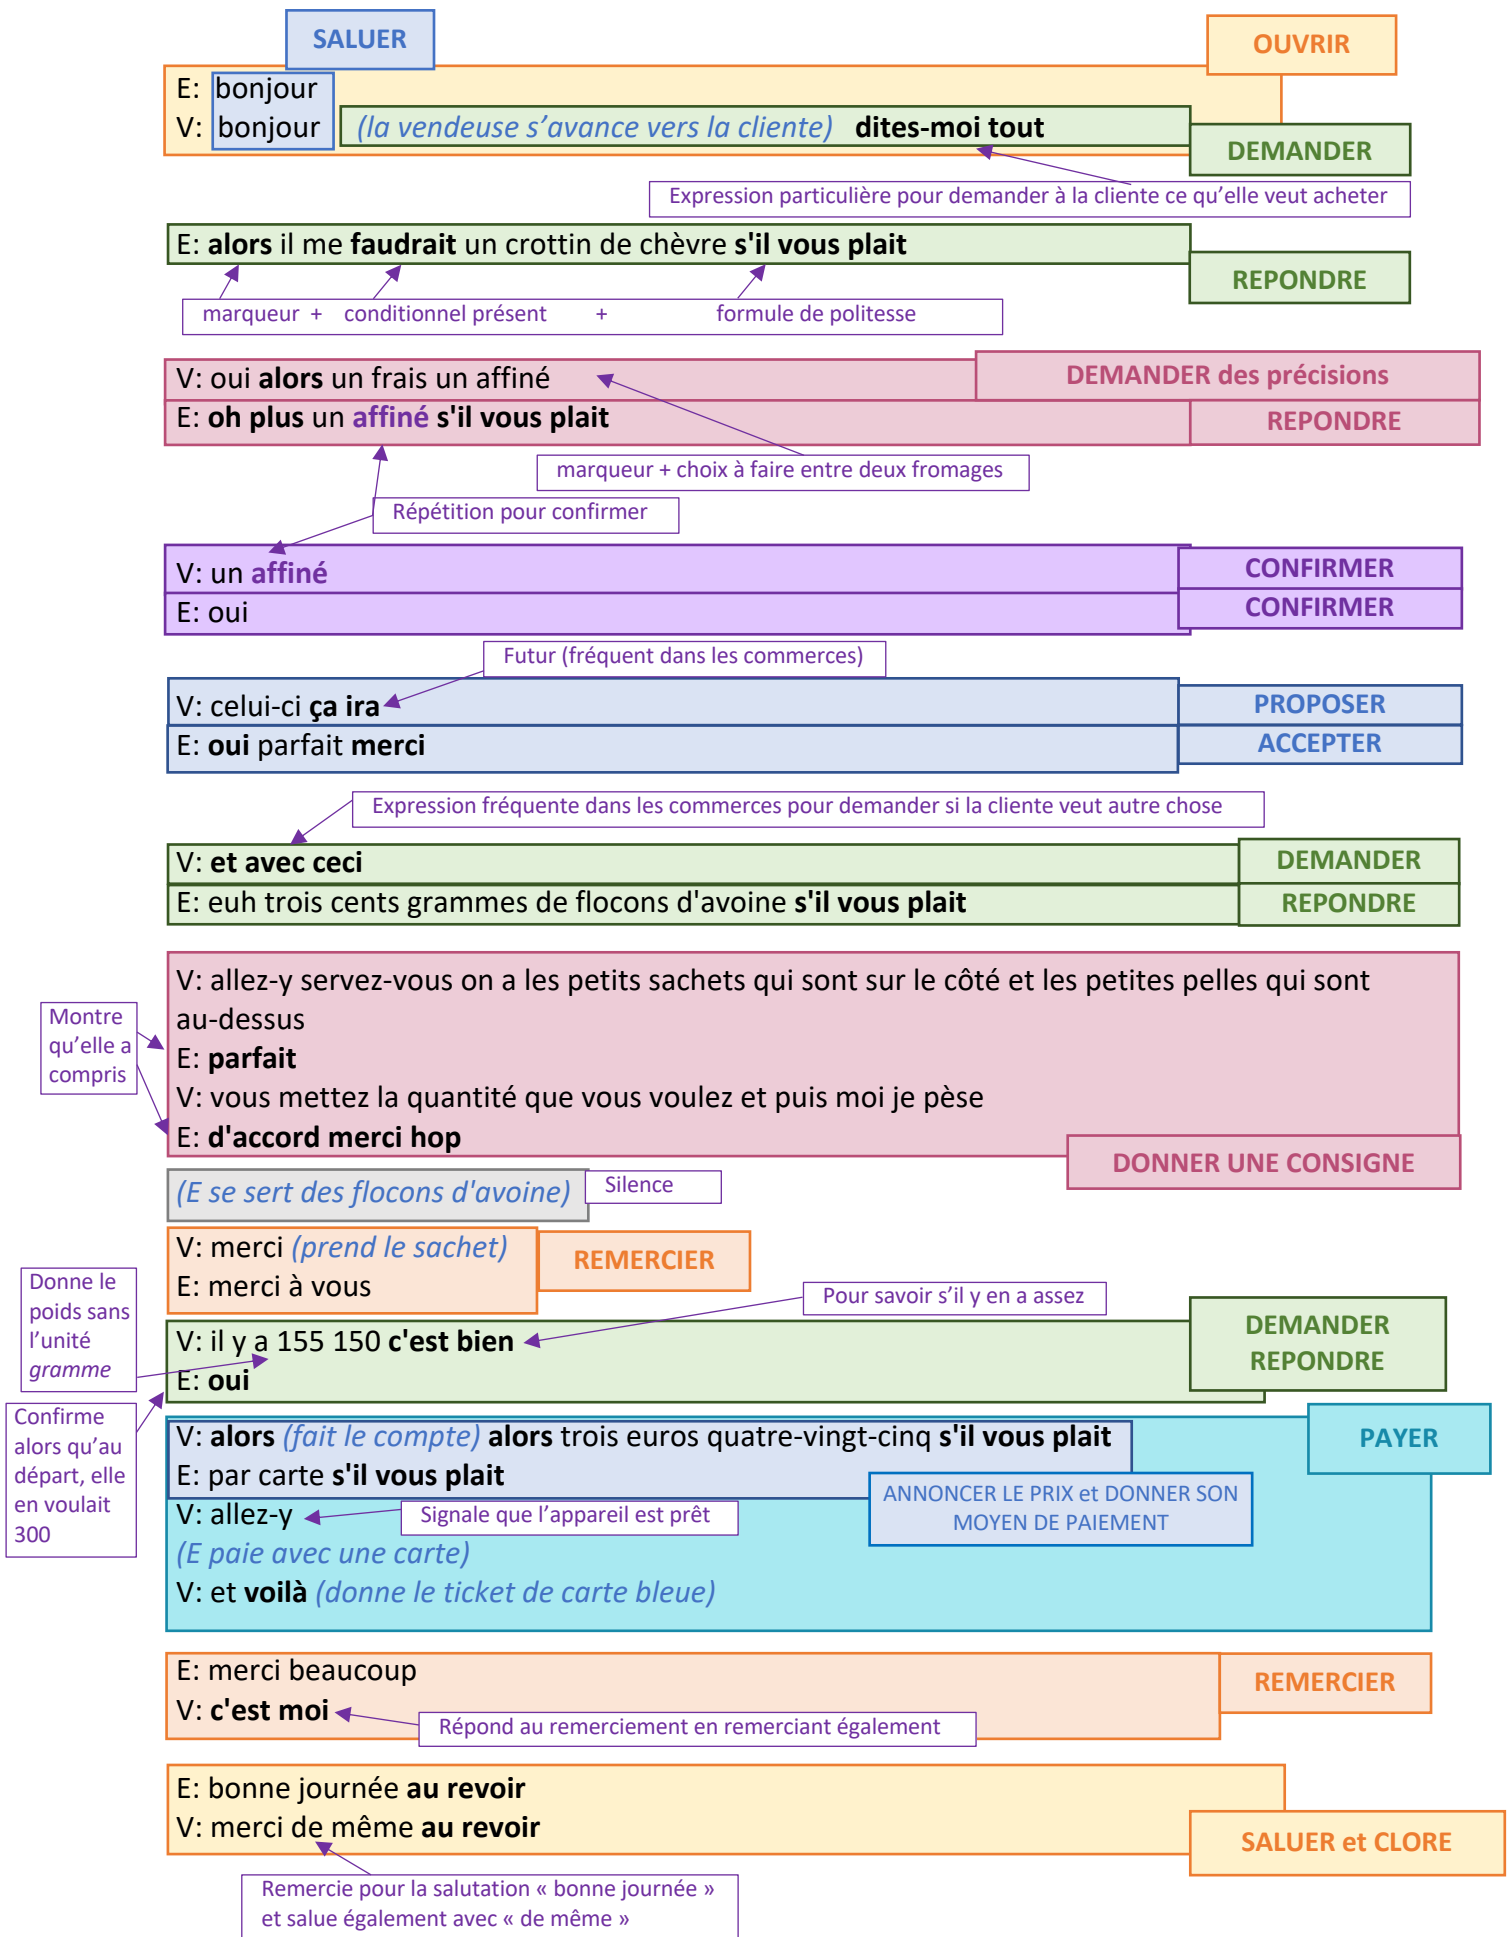 SALUER
OUVRIR
E: bonjour
V: bonjour (la vendeuse s’avance vers la cliente) dites-moi tout
DEMANDER
Expression particulière pour demander à la cliente ce qu’elle veut acheter
E: alors il me faudrait un crottin de chèvre s'il vous plait
REPONDRE
marqueur + conditionnel présent + formule de politesse
V: oui alors un frais un affiné
DEMANDER des précisions
E: oh plus un affiné s'il vous plait
REPONDRE
marqueur + choix à faire entre deux fromages
Répétition pour confirmer
V: un affiné
CONFIRMER
E: oui
CONFIRMER
Futur (fréquent dans les commerces)
V: celui-ci ça ira
PROPOSER
E: oui parfait merci
ACCEPTER
Expression fréquente dans les commerces pour demander si la cliente veut autre chose
V: et avec ceci
DEMANDER
E: euh trois cents grammes de flocons d'avoine s'il vous plait
REPONDRE
V: allez-y servez-vous on a les petits sachets qui sont sur le côté et les petites pelles qui sont
au-dessus
Montre
qu’elle a
compris
E: parfait
V: vous mettez la quantité que vous voulez et puis moi je pèse
E: d'accord merci hop
DONNER UNE CONSIGNE
(E se sert des flocons d'avoine)
Silence
V: merci (prend le sachet)
E: merci à vous
REMERCIER
Donne le
poids sans
l’unité
gramme
Pour savoir s’il y en a assez
V: il y a 155 150 c'est bien
E: oui
DEMANDER
REPONDRE
Confirme
alors qu’au
départ, elle
en voulait
300
V: alors (fait le compte) alors trois euros quatre-vingt-cinq s'il vous plait
PAYER
E: par carte s'il vous plait
ANNONCER LE PRIX et DONNER SON
MOYEN DE PAIEMENT
V: allez-y
Signale que l’appareil est prêt
(E paie avec une carte)
V: et voilà (donne le ticket de carte bleue)
E: merci beaucoup
REMERCIER
V: c'est moi
Répond au remerciement en remerciant également
E: bonne journée au revoir
V: merci de même au revoir
SALUER et CLORE
Remercie pour la salutation « bonne journée »
et salue également avec « de même »